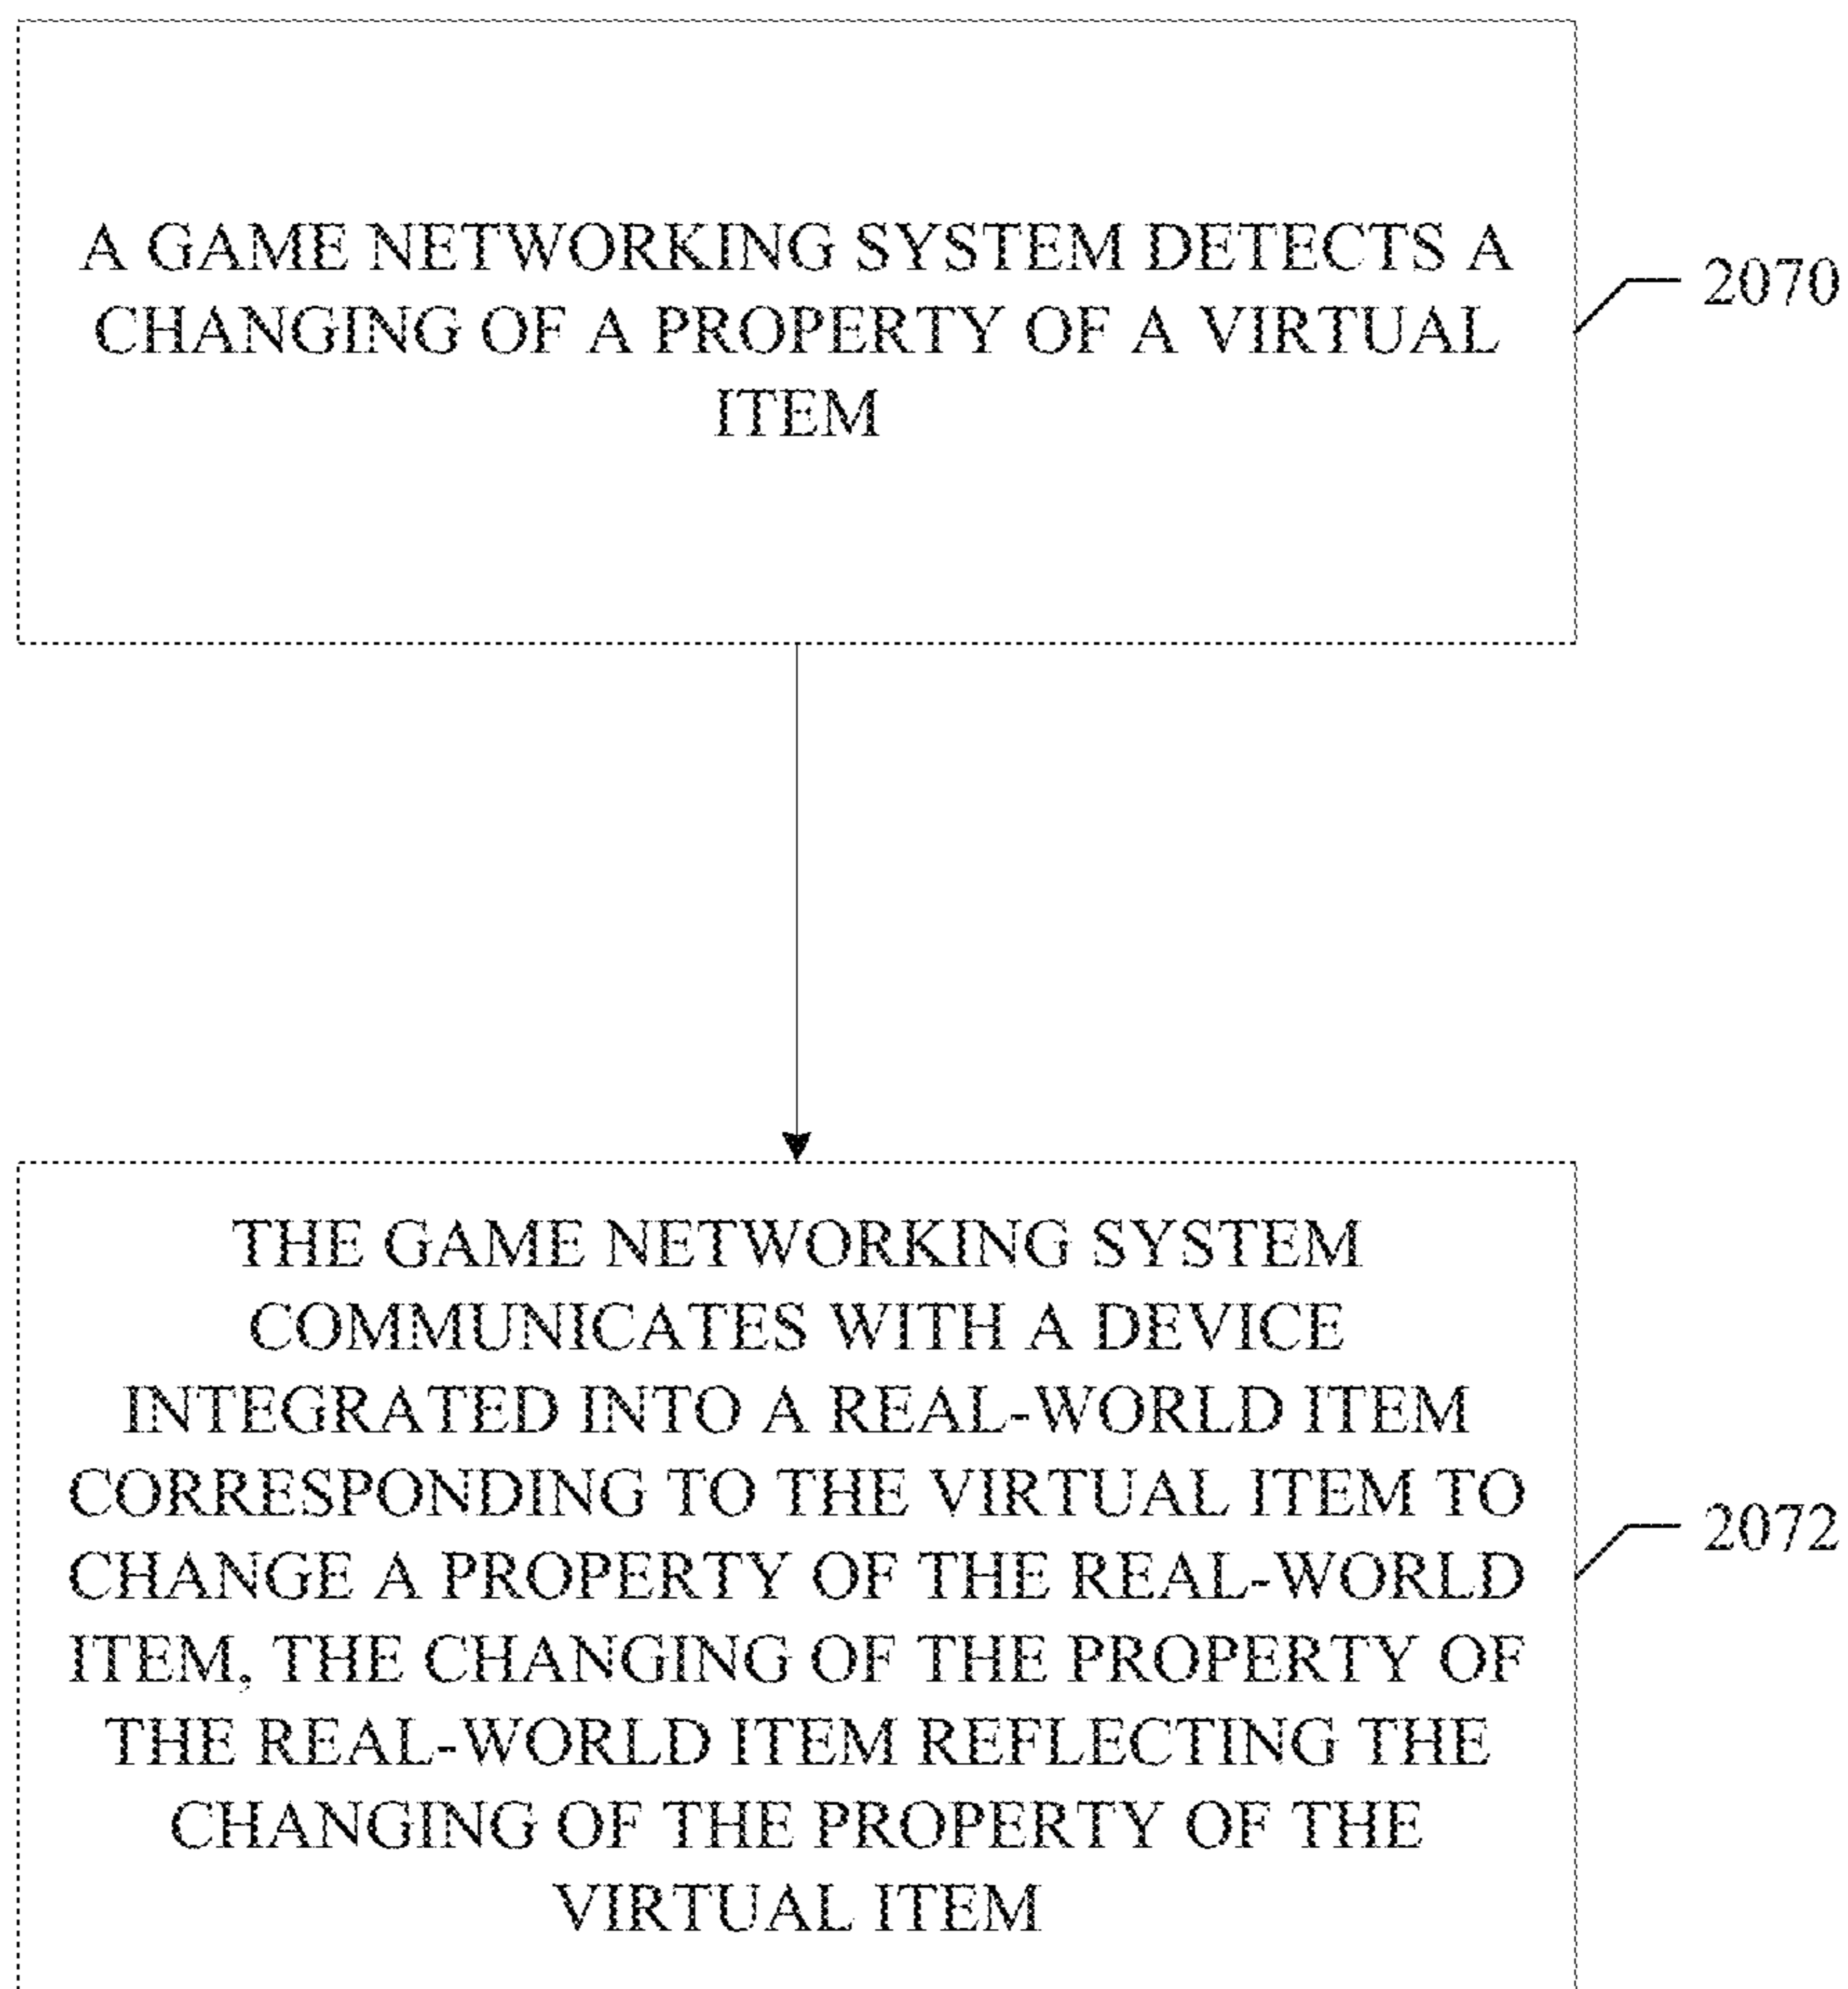 A GAME NETWORKING SYSTEM DETECTS A
CHANGING OF A PROPERTY OF A VIRTUAL
ITEM
2070
THE GAME NETWORKING SYSTEM
COMMUNICATES WITH A DEVICE
INTEGRATED INTO A REAL-WORLD ITEM
CORRESPONDING TO THE VIRTUAL ITEM TO
CHANGE A PROPERTY OF THE REAL-WORLD
ITEM, THE CHANGING OF THE PROPERTY OF
THE REAL-WORLD ITEM REFLECTING THE
CHANGING OF THE PROPERTY OF THE
VIRTUAL ITEM
2072